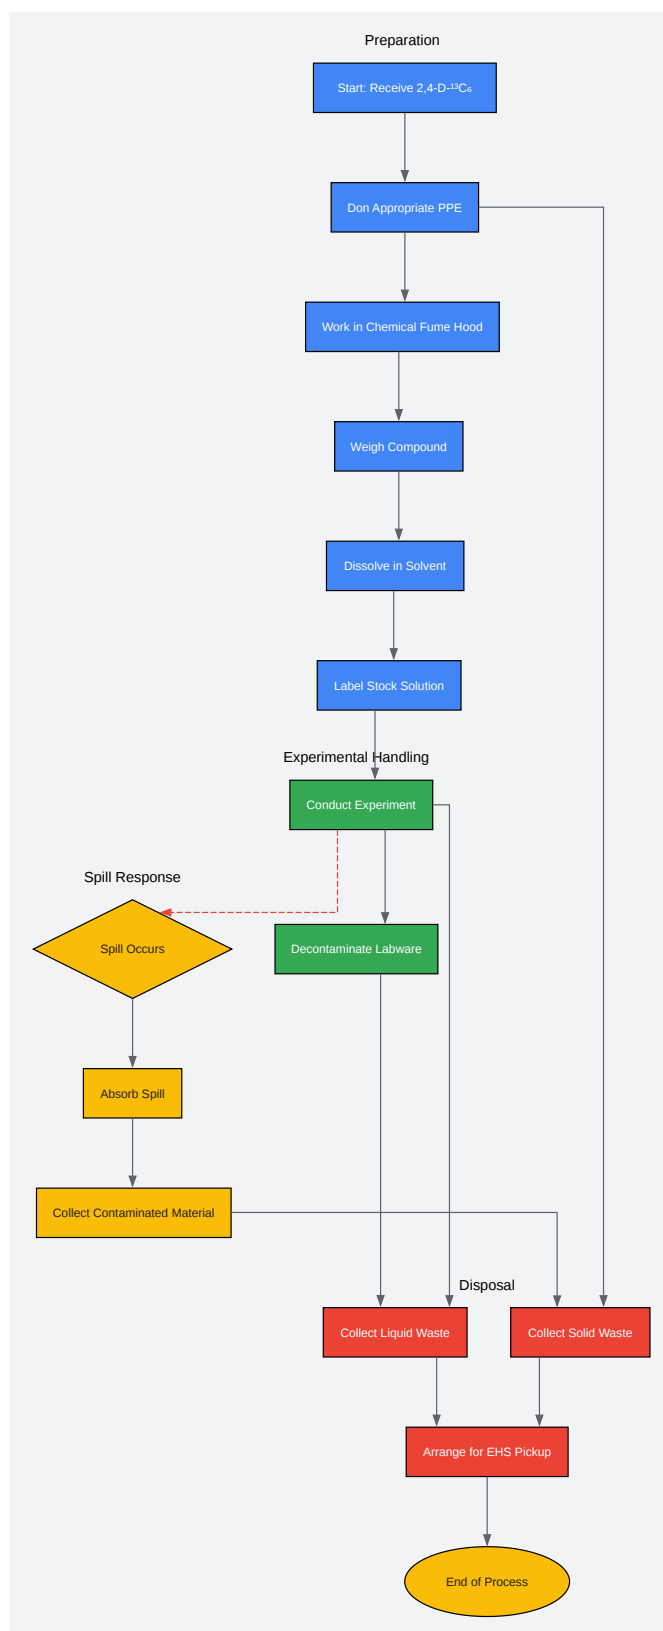 Preparation
Start: Receive 2,4-D-¹³C₆
Don Appropriate PPE
Work in Chemical Fume Hood
Weigh Compound
Dissolve in Solvent
Label Stock Solution
Experimental Handling
Conduct Experiment
Spill Response
Spill Occurs
Decontaminate Labware
Absorb Spill
Collect Contaminated Material
Disposal
Collect Liquid Waste
Collect Solid Waste
Arrange for EHS Pickup
End of Process